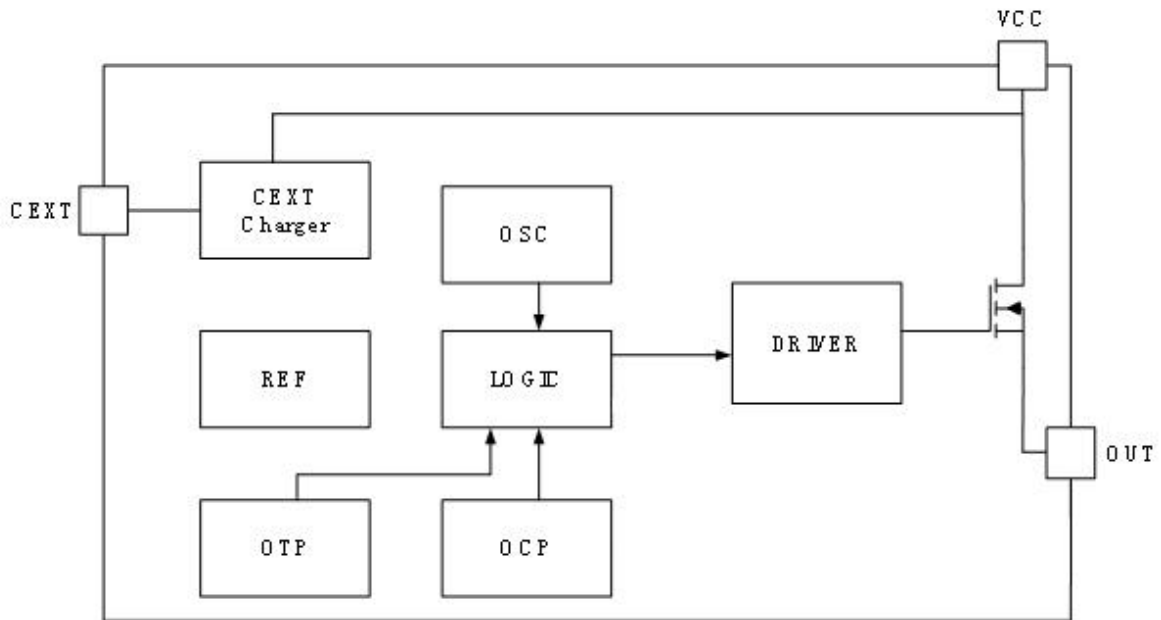 VCC
CEXT
CEXT
Charger
OSC
REF
LOGIC
DRIVER
OUT
OTP
OCP